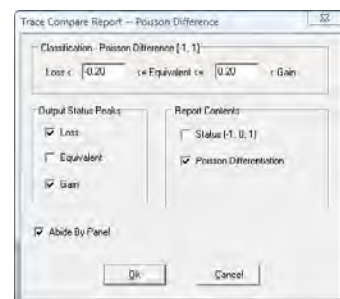 Trace Compare Report -- Poisson Difference
Classification - Poisson Difference [-1, 1]
Loss < -0.20 <= Equivalent <= 0.20 < Gain
Output Status Peaks
Report Contents
Loss
Status (-1, 0, 1)
Equivalent
Poisson Differentiation
Gain
Abide By Panel
Ok
Cancel